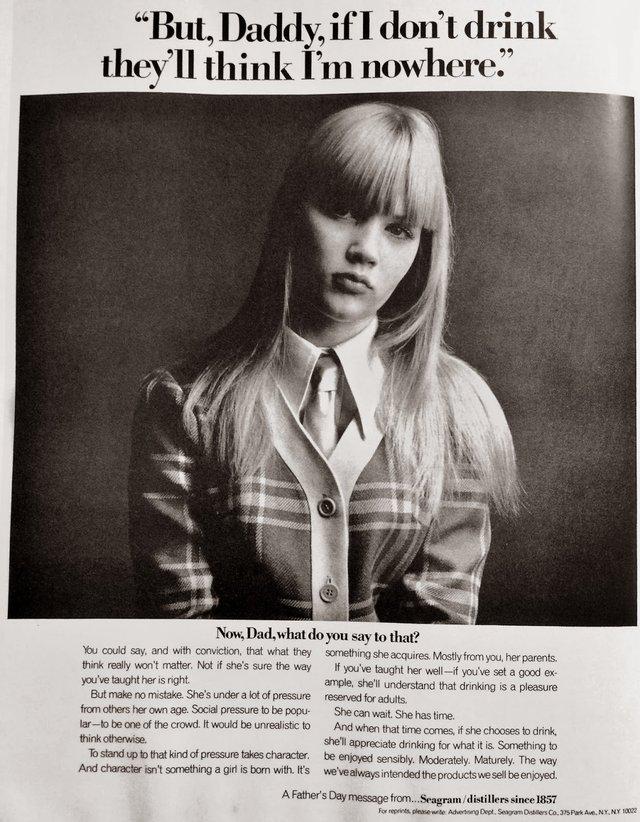 “But, Daddy, if I don’t drink
they’ll think I’m nowhere.”
Now, Dad, what do you say to that?
You could say, and with conviction, that what they
think really won’t matter. Not if she’s sure the way
you’ve taught her is right.
But make no mistake. She’s under a lot of pressure
from others her own age. Social pressure to be popu-
lar—to be one of the crowd. It would be unrealistic to
think otherwise.
To stand up to that kind of pressure takes character.
And character isn’t something a girl is born with. It’s
something she acquires. Mostly from you, her parents.
If you’ve taught her well—if you’ve set a good ex-
ample, she’ll understand that drinking is a pleasure
reserved for adults.
She can wait. She has time.
And when that time comes, if she chooses to drink,
she’ll appreciate drinking for what it is. Something to
be enjoyed sensibly. Moderately. Maturely. The way
we’ve always intended the products we sell be enjoyed.
A Father’s Day message from...Seagram/distillers since 1857
For reprints, please write: Advertising Dept., Seagram Distillers Co., 375 Park Ave., N.Y., N.Y. 10022